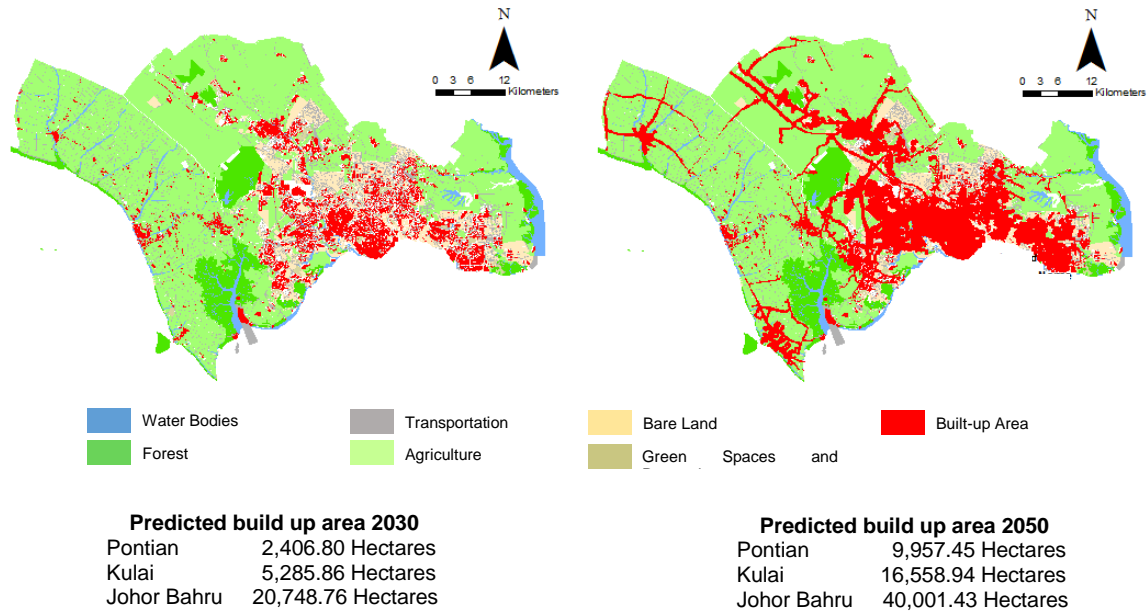 N
0 3 6 12
Kilometers
N
0 3 6 12
Kilometers
Water Bodies
Transportation
Bare Land
Built-up Area
Forest
Agriculture
Green Spaces and
Predicted build up area 2030
Pontian 2,406.80 Hectares
Kulai 5,285.86 Hectares
Johor Bahru 20,748.76 Hectares
Predicted build up area 2050
Pontian 9,957.45 Hectares
Kulai 16,558.94 Hectares
Johor Bahru 40,001.43 Hectares